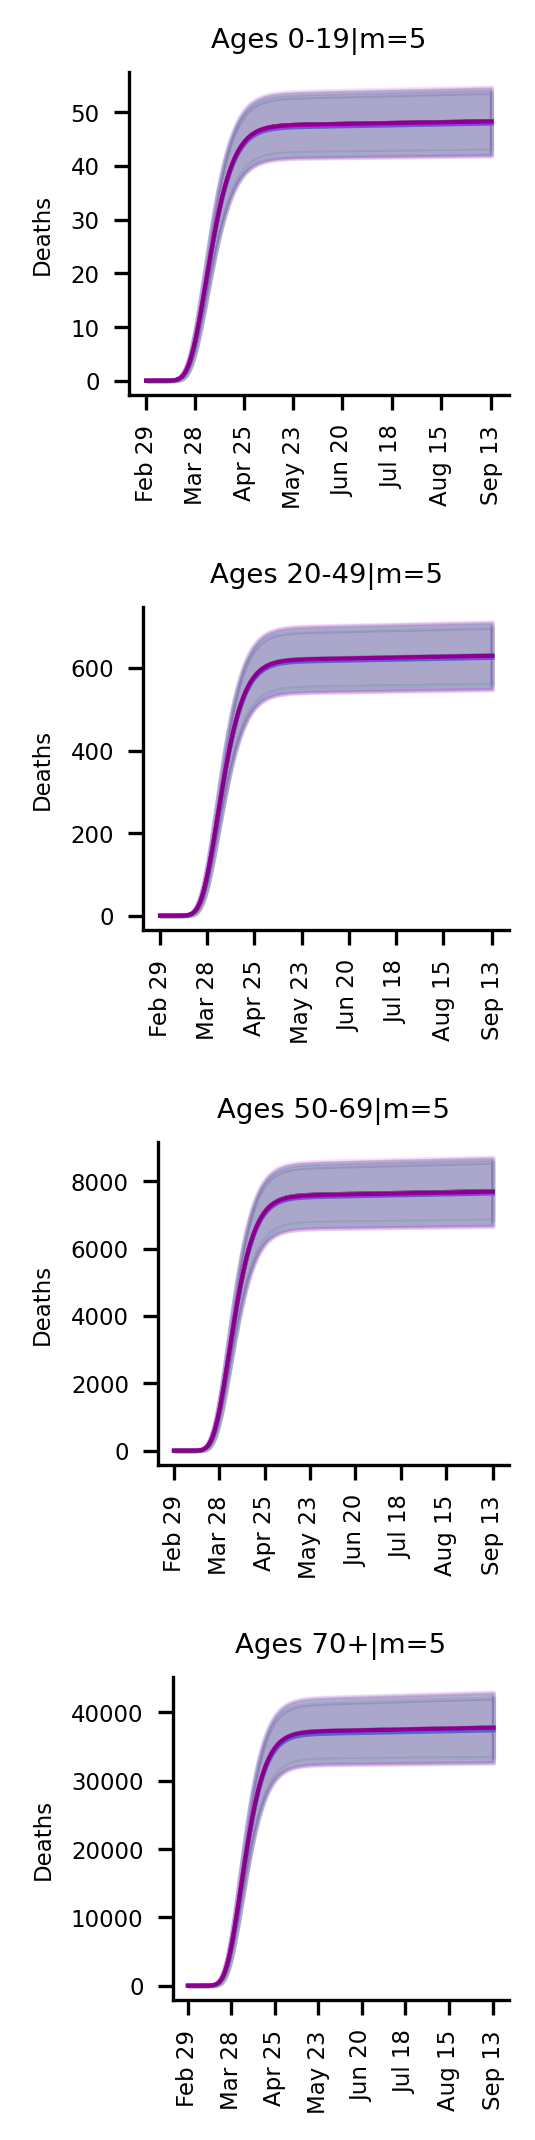 Ages 0-19|m=5
Deaths
50
40
30
20
10
0
Feb 29
Mar 28
Apr 25
May 23
Jun 20
Jul 18
Aug 15
Sep 13
Ages 20-49|m=5
Deaths
600
400
200
0
Feb 29
Mar 28
Apr 25
May 23
Jun 20
Jul 18
Aug 15
Sep 13
Ages 50-69|m=5
Deaths
8000
6000
4000
2000
0
Feb 29
Mar 28
Apr 25
May 23
Jun 20
Jul 18
Aug 15
Sep 13
Ages 70+|m=5
Deaths
40000
30000
20000
10000
0
Feb 29
Mar 28
Apr 25
May 23
Jun 20
Jul 18
Aug 15
Sep 13